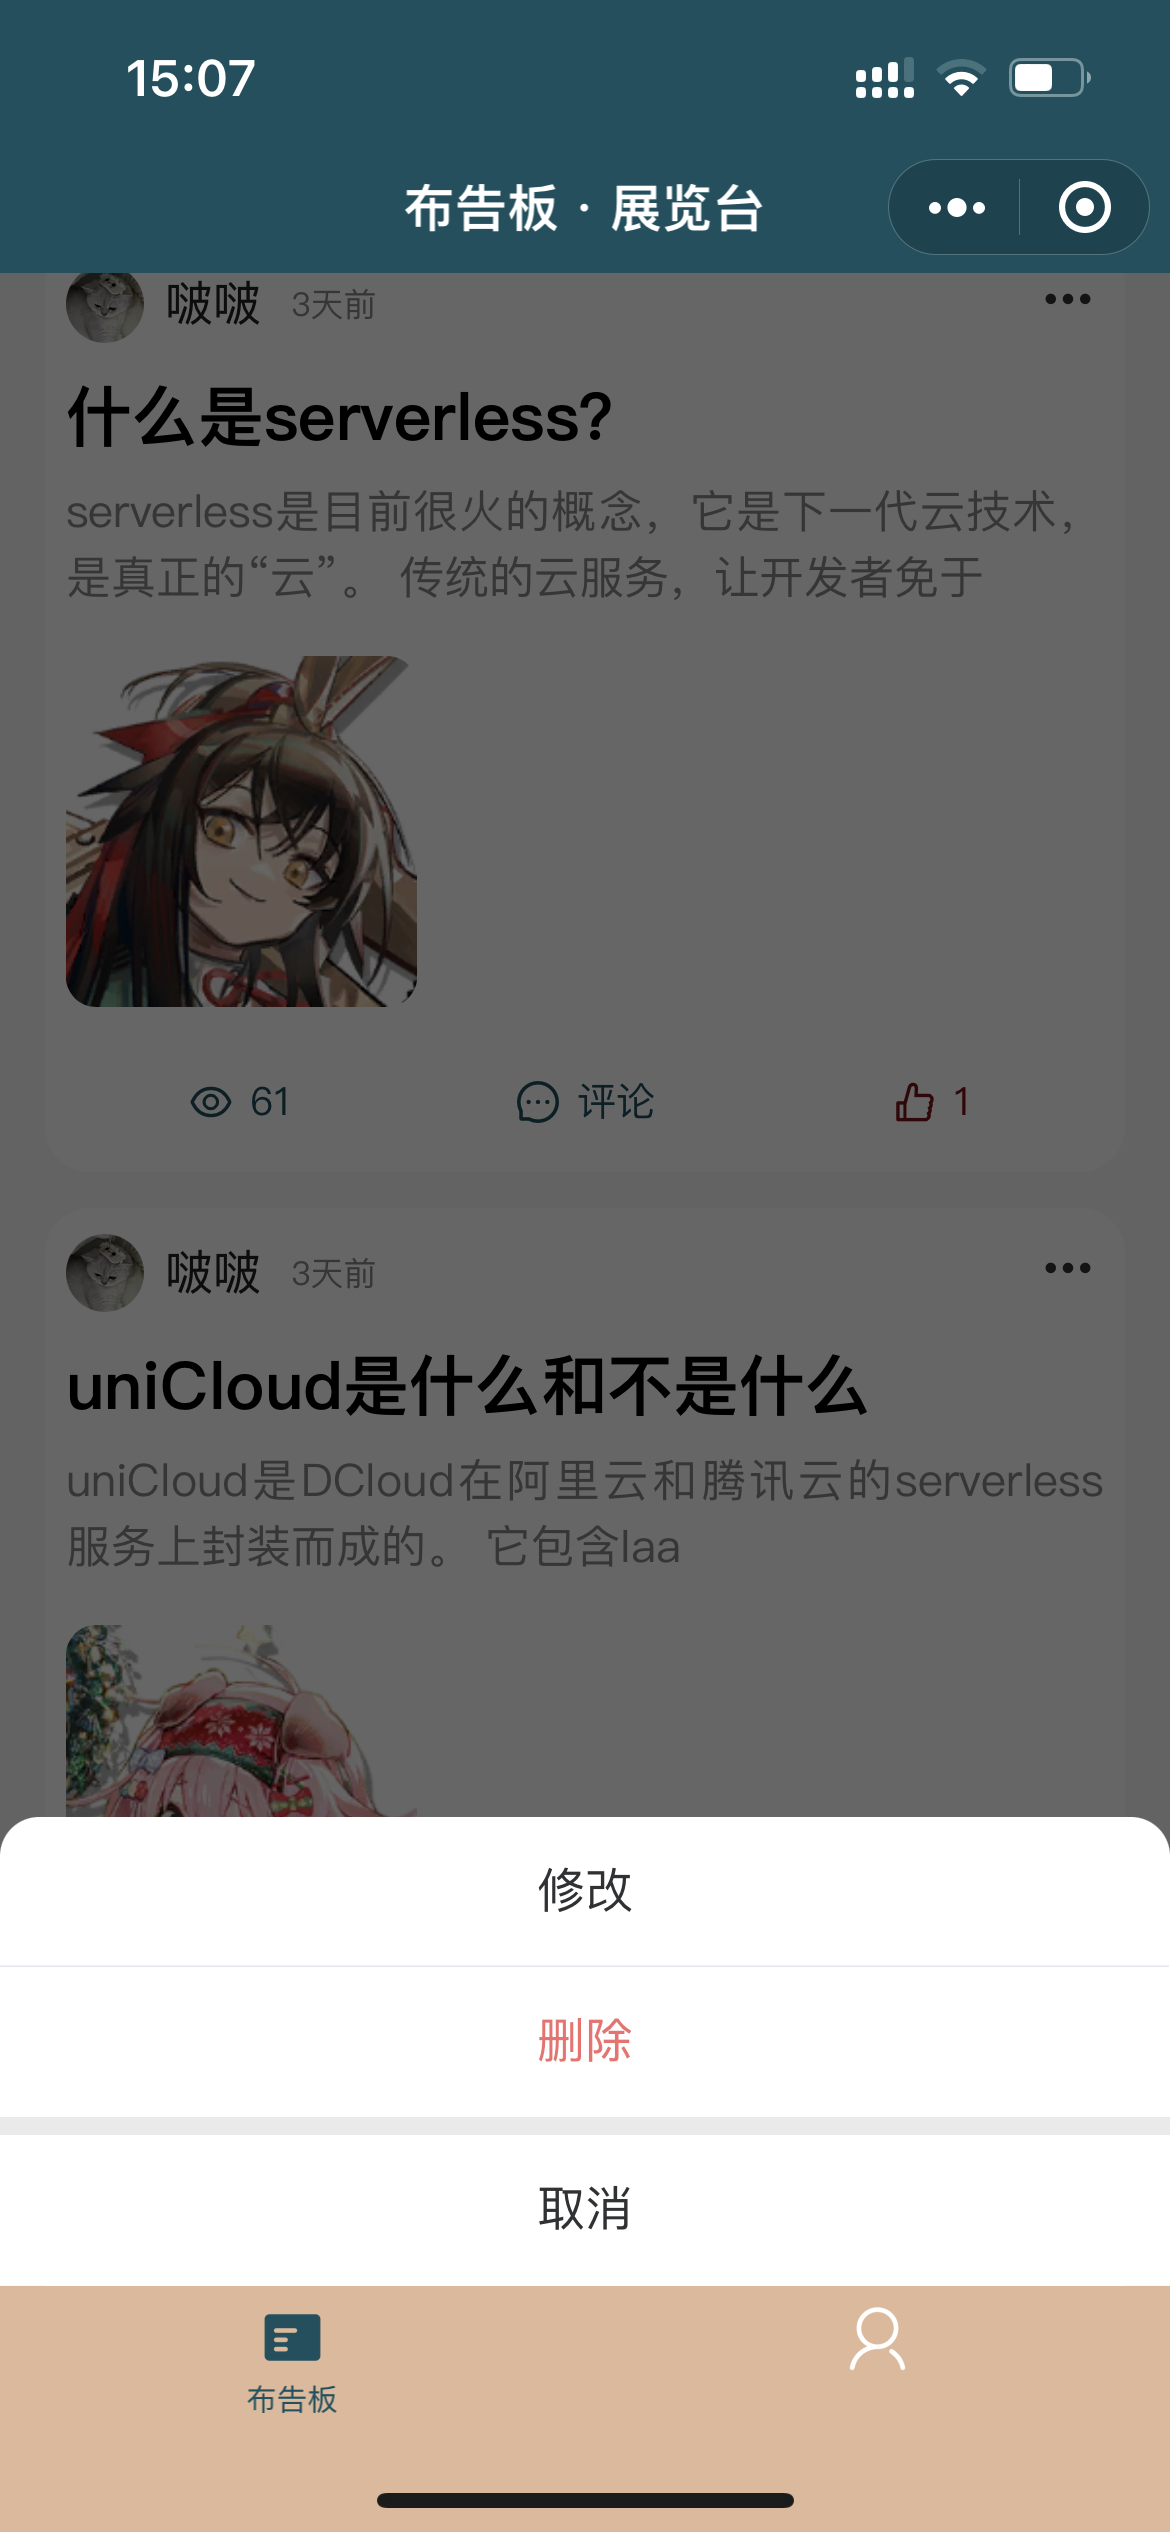 15:07
布告板 · 展览台
啵啵 3天前
什么是serverless?
serverless是目前很火的概念，它是下一代云技术，
是真正的“云”。 传统的云服务，让开发者免于
61 评论 1
啵啵 3天前
uniCloud是什么和不是什么
uniCloud是DCloud在阿里云和腾讯云的serverless
服务上封装而成的。 它包含Iaa
修改
删除
取消
布告板